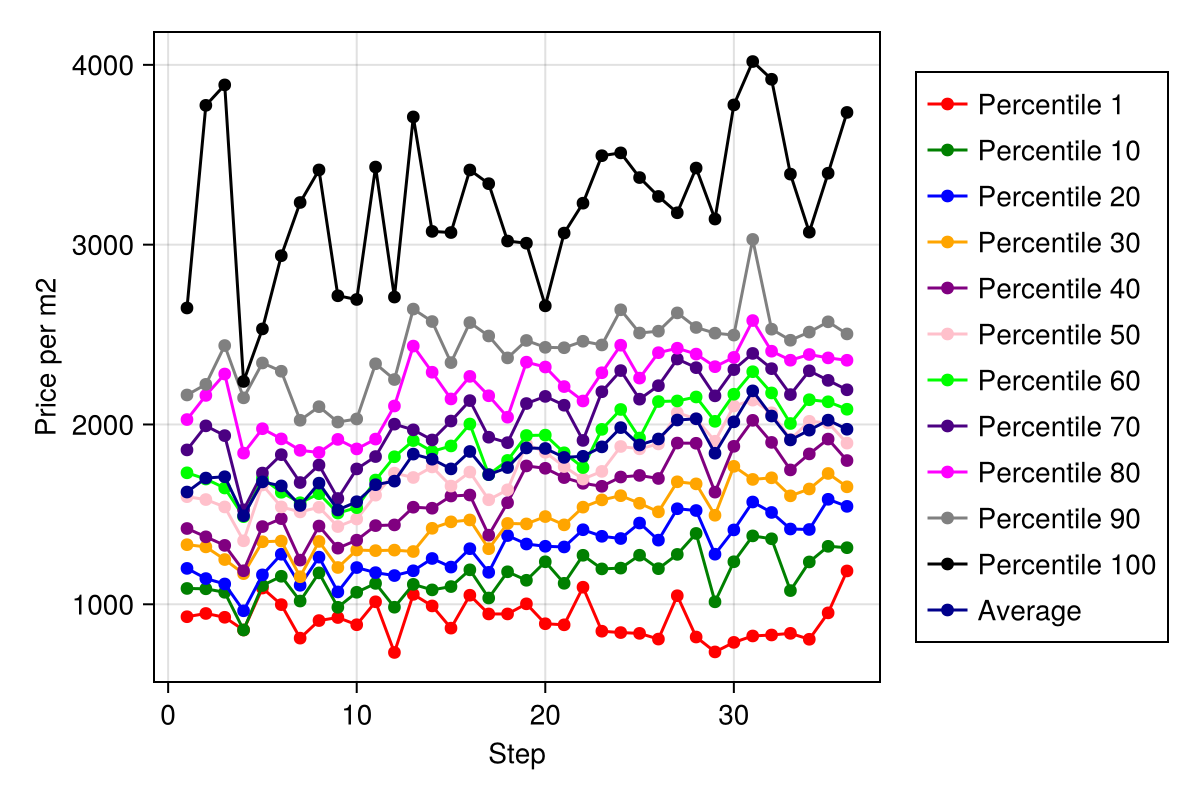 4000
3000
2000
1000
Price per m2
0
10
20
30
Step
Percentile 1
Percentile 10
Percentile 20
Percentile 30
Percentile 40
Percentile 50
Percentile 60
Percentile 70
Percentile 80
Percentile 90
Percentile 100
Average